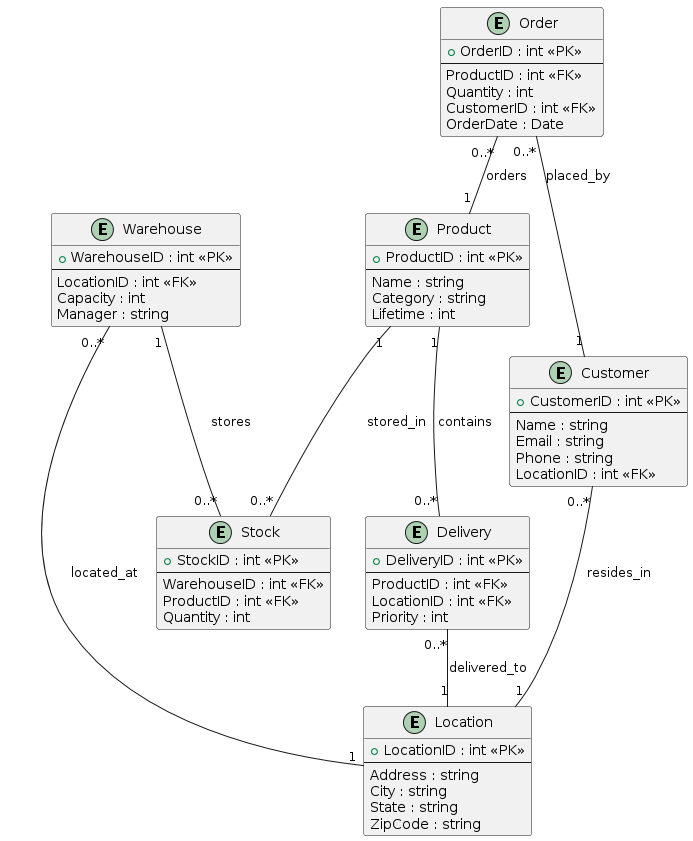 E Order
OrderID : int «PK»
ProductID : int «FK»
Quantity : int
CustomerID : int «FK»
OrderDate : Date
0..*
0..*
orders
placed_by
1
E Warehouse
WarehouseID : int «PK»
LocationID : int «FK»
Capacity : int
Manager : string
E Product
ProductID : int «PK»
Name : string
Category : string
Lifetime : int
0..*
1
1
1
1
E Customer
CustomerID : int «PK»
Name : string
Email : string
Phone : string
LocationID : int «FK»
stores
stored_in
contains
0..*
0..*
0..*
0..*
E Stock
StockID : int «PK»
WarehouseID : int «FK»
ProductID : int «FK»
Quantity : int
E Delivery
DeliveryID : int «PK»
ProductID : int «FK»
LocationID : int «FK»
Priority : int
located_at
resides_in
0..*
delivered_to
1
1
1
E Location
LocationID : int «PK»
Address : string
City : string
State : string
ZipCode : string